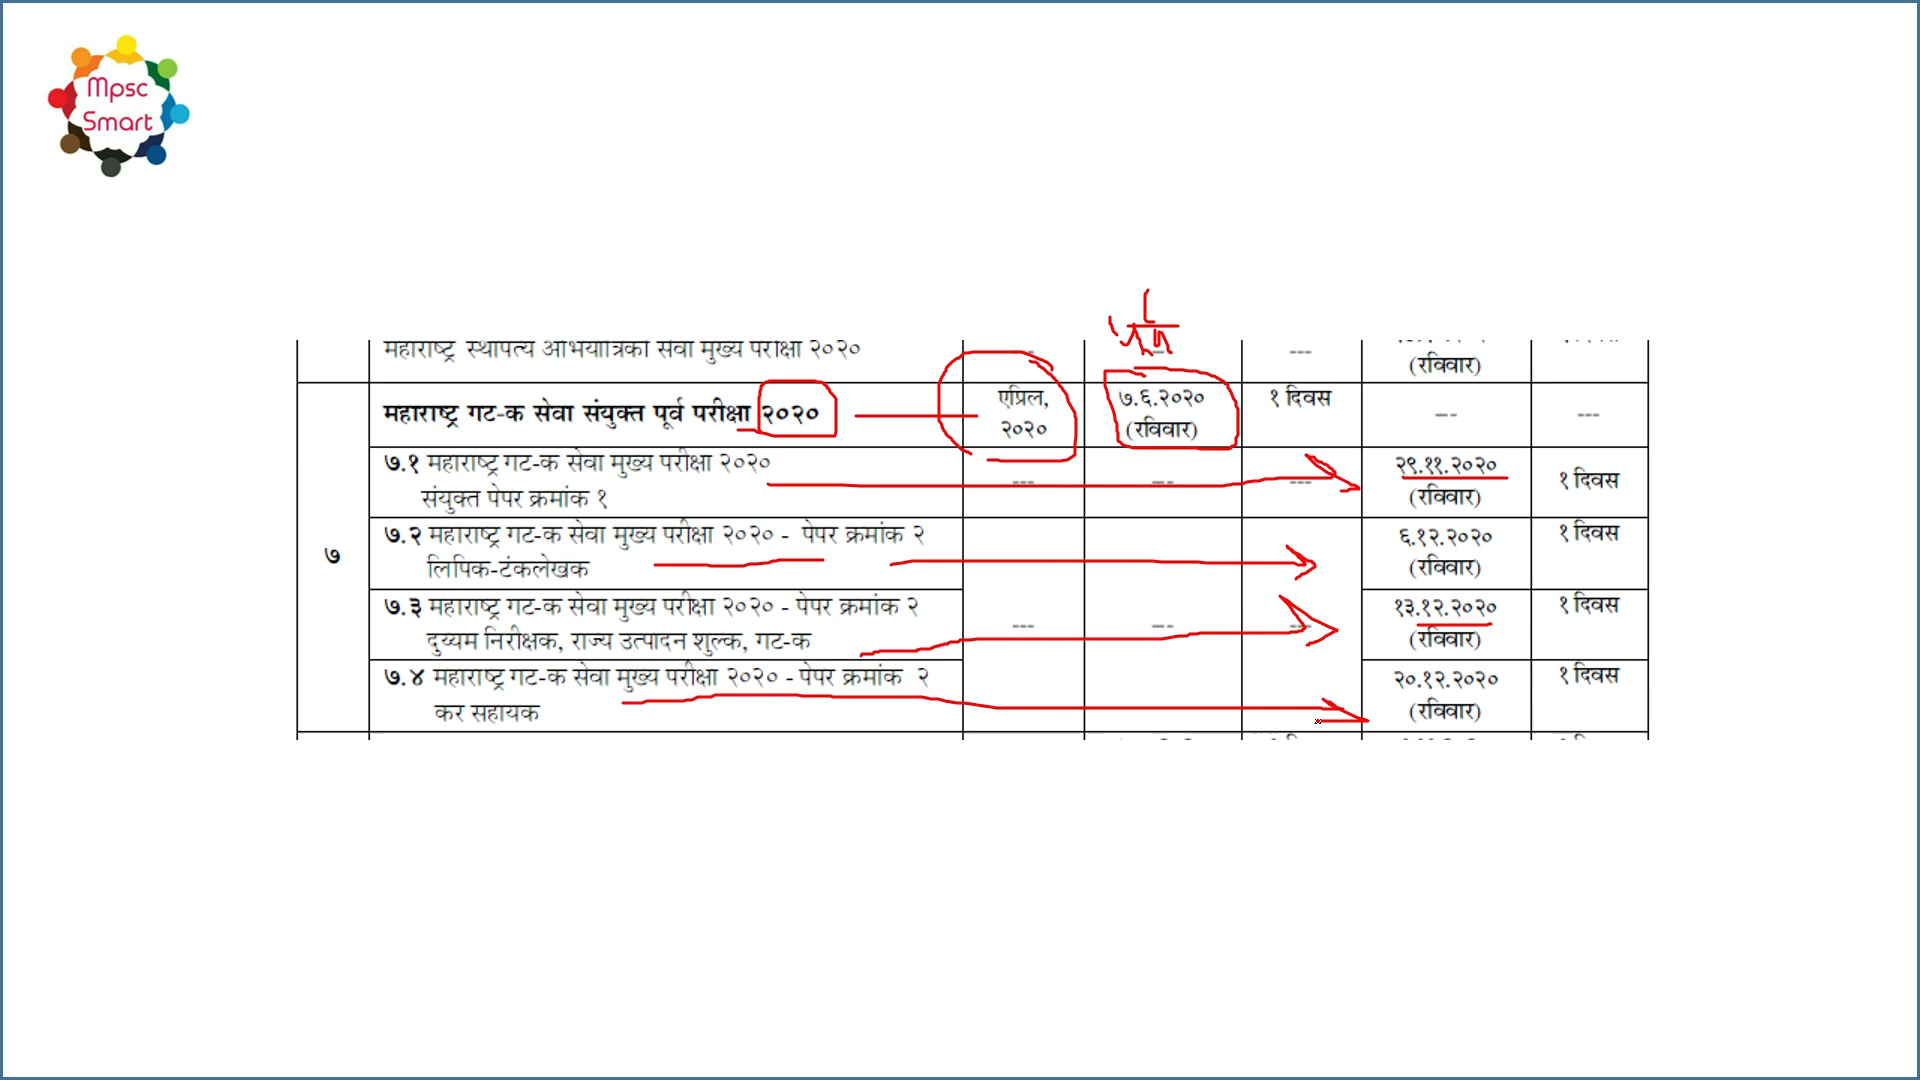 Mpsc
Smart
महाराष्ट्र स्थापत्य अभियांत्रिकी सेवा मुख्य परीक्षा २०२० --- --- ---
(रविवार)
महाराष्ट्र गट-क सेवा संयुक्त पूर्व परीक्षा २०२० एप्रिल, २०२० ७.६.२०२० (रविवार) १ दिवस --- ---
७
७.१ महाराष्ट्र गट-क सेवा मुख्य परीक्षा २०२० --- --- --- २९.११.२०२० १ दिवस
संयुक्त पेपर क्रमांक १ (रविवार)
७.२ महाराष्ट्र गट-क सेवा मुख्य परीक्षा २०२० - पेपर क्रमांक २ ६.१२.२०२० १ दिवस
लिपिक-टंकलेखक (रविवार)
७.३ महाराष्ट्र गट-क सेवा मुख्य परीक्षा २०२० - पेपर क्रमांक २ --- --- --- १३.१२.२०२० १ दिवस
दुय्यम निरीक्षक, राज्य उत्पादन शुल्क, गट-क (रविवार)
७.४ महाराष्ट्र गट-क सेवा मुख्य परीक्षा २०२० - पेपर क्रमांक २ २०.१२.२०२० १ दिवस
कर सहायक (रविवार)